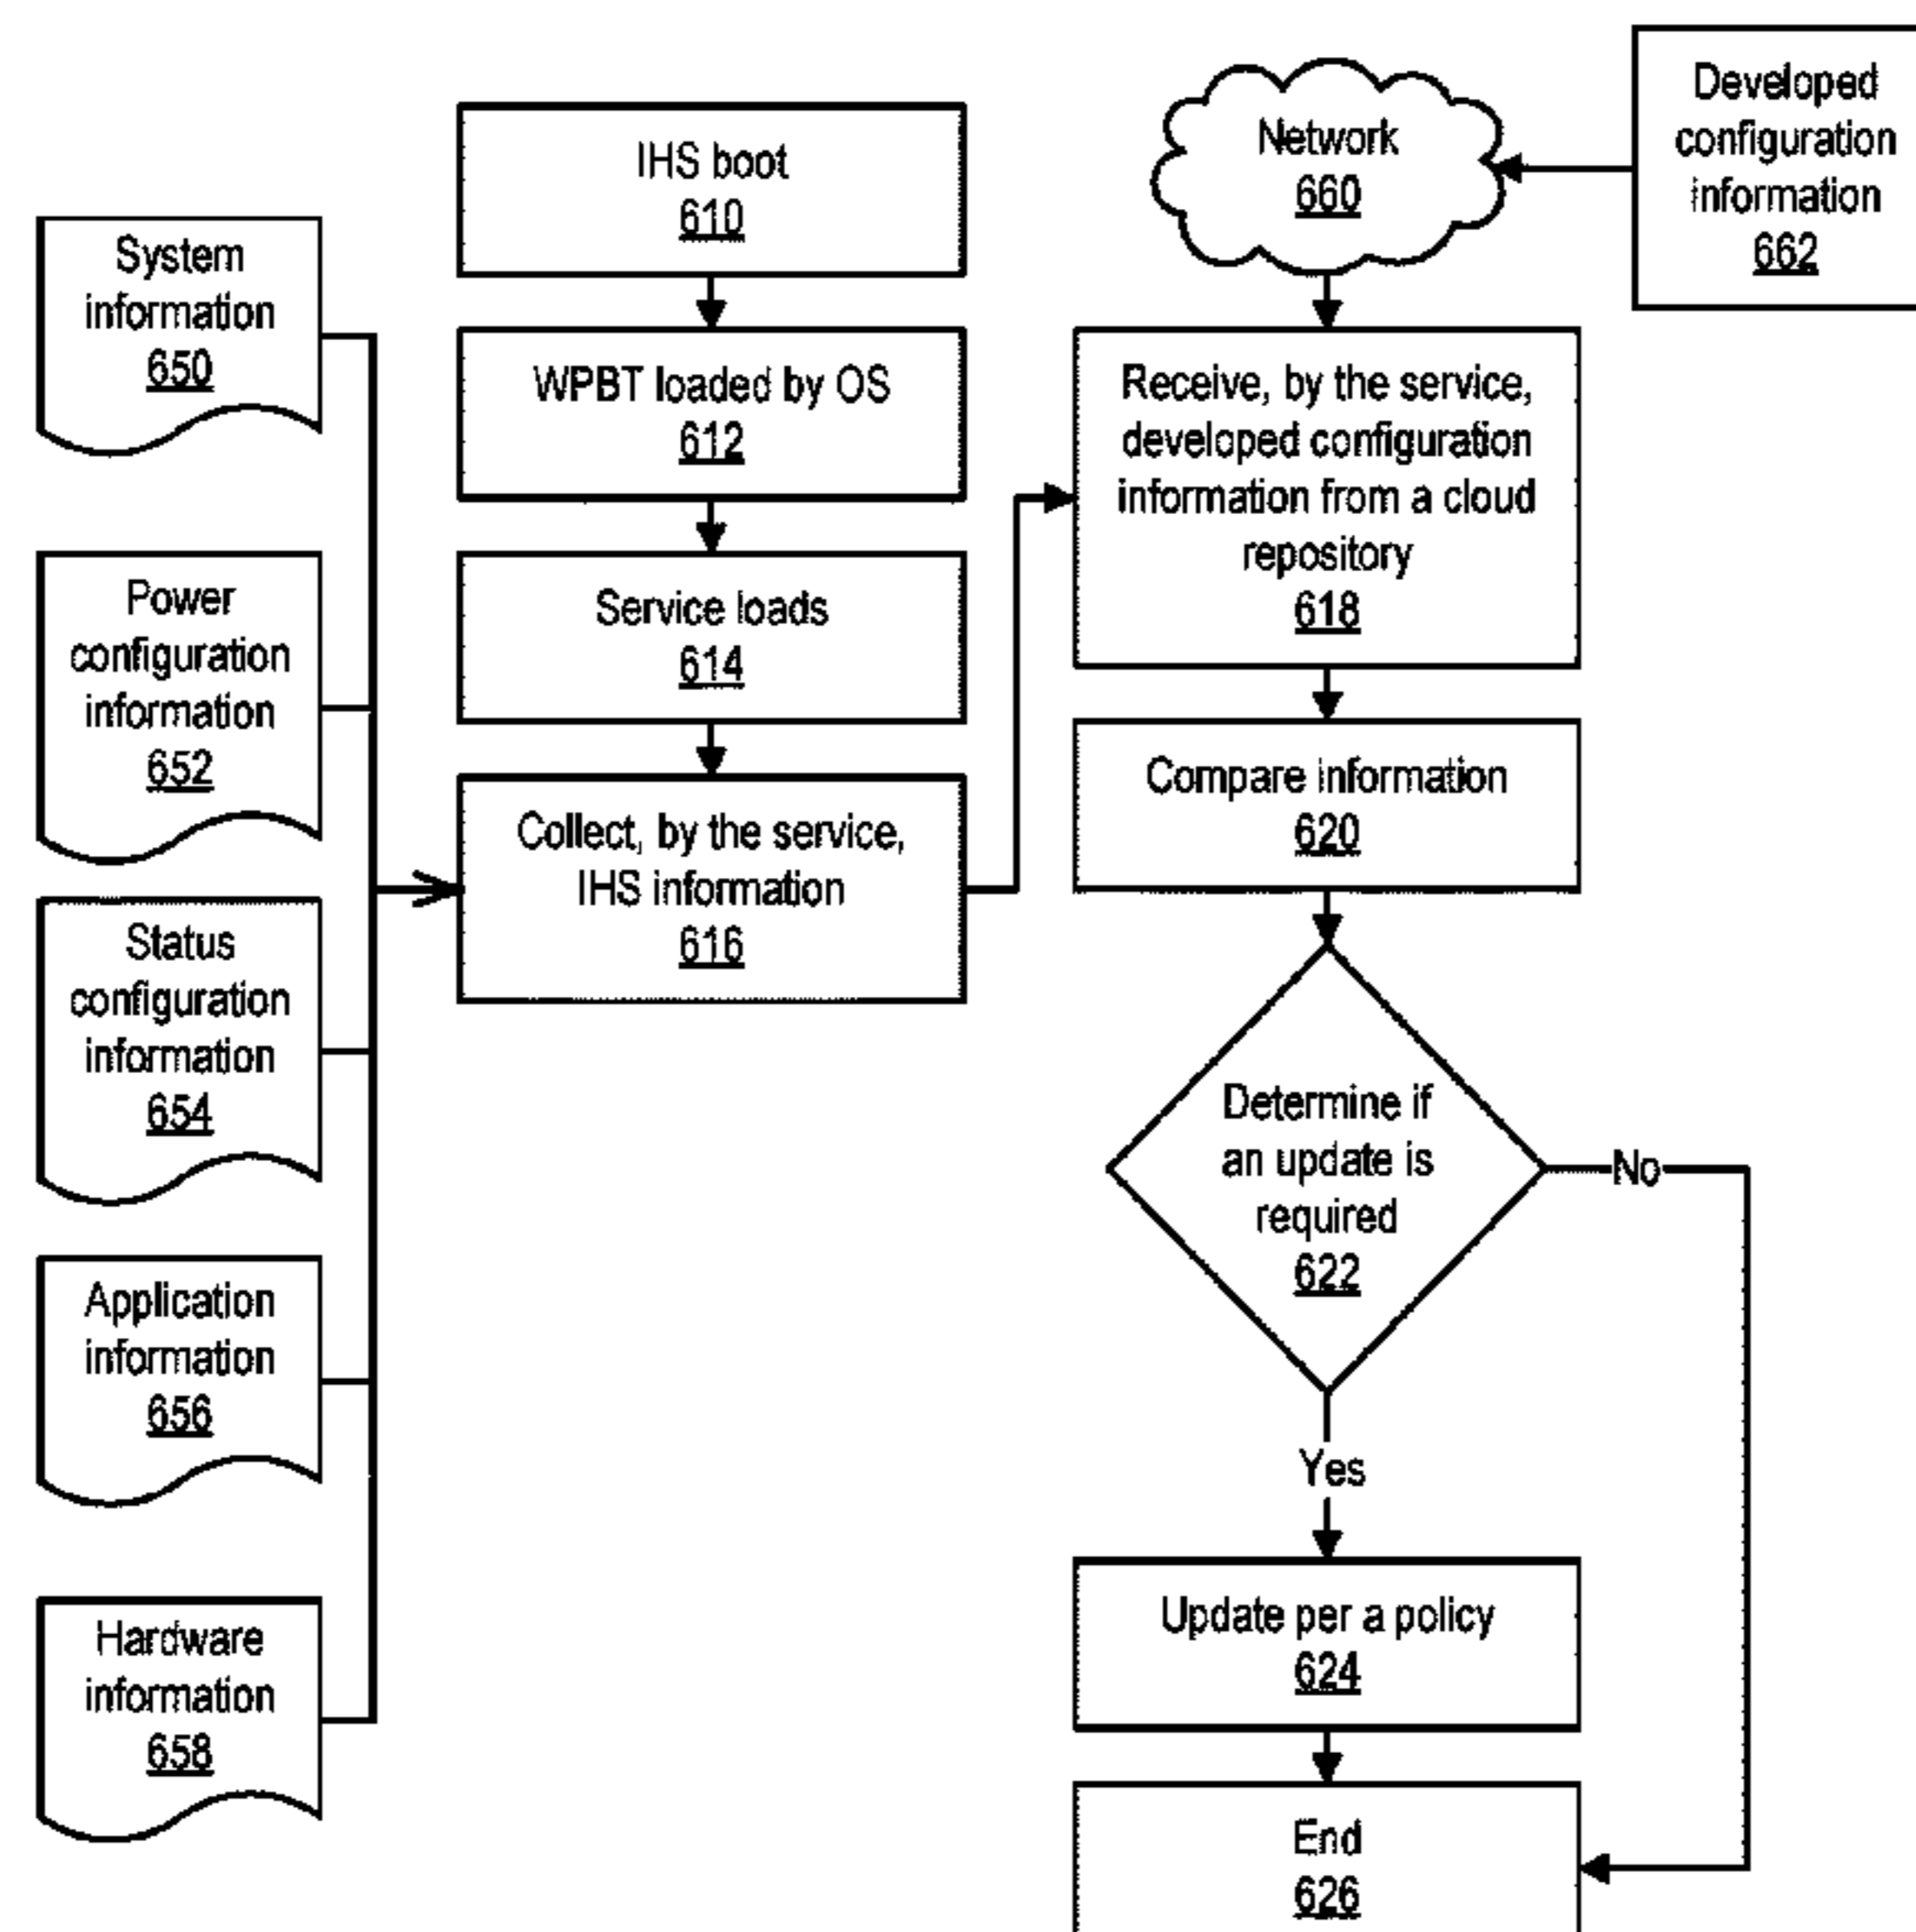 System
information
650
Power
configuration
information
652
Status
configuration
information
654
Application
information
656
Hardware
information
658
IHS boot
610
WPBT loaded by OS
612
Service loads
614
Collect, by the service,
IHS information
616
Network
660
Developed
configuration
information
662
Receive, by the service,
developed configuration
information from a cloud
repository
618
Compare information
620
Determine if
an update is
required
622
No
Yes
Update per a policy
624
End
626